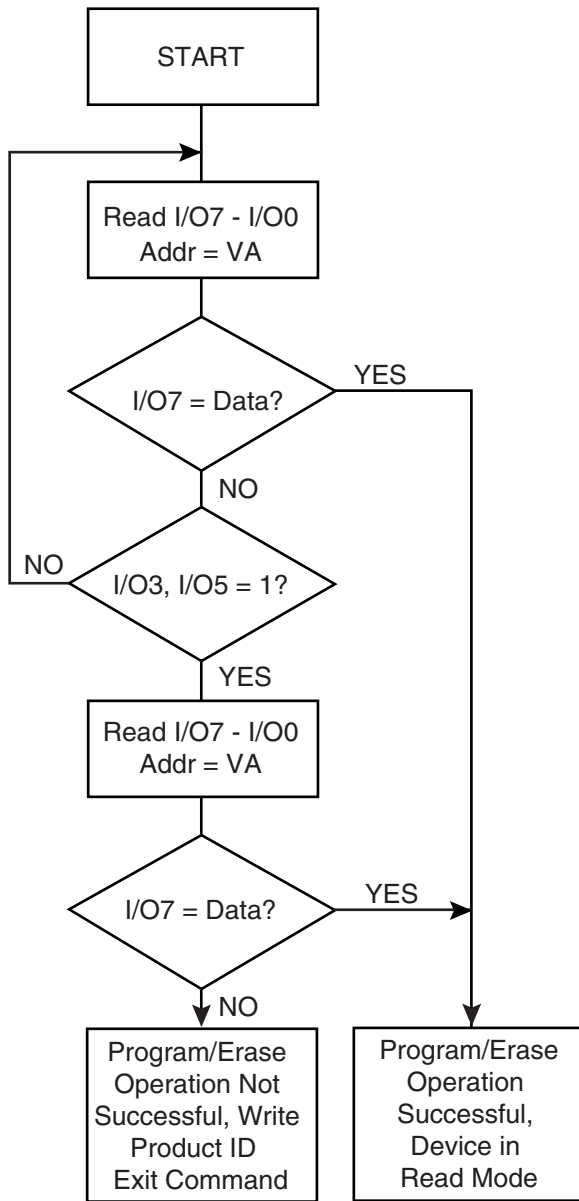 START
Read I/O7 - I/O0
Addr = VA
I/O7 = Data?
YES
NO
I/O3, I/O5 = 1?
NO
YES
Read I/O7 - I/O0
Addr = VA
I/O7 = Data?
YES
NO
Program/Erase
Operation Not
Successful, Write
Product ID
Exit Command
Program/Erase
Operation
Successful,
Device in
Read Mode